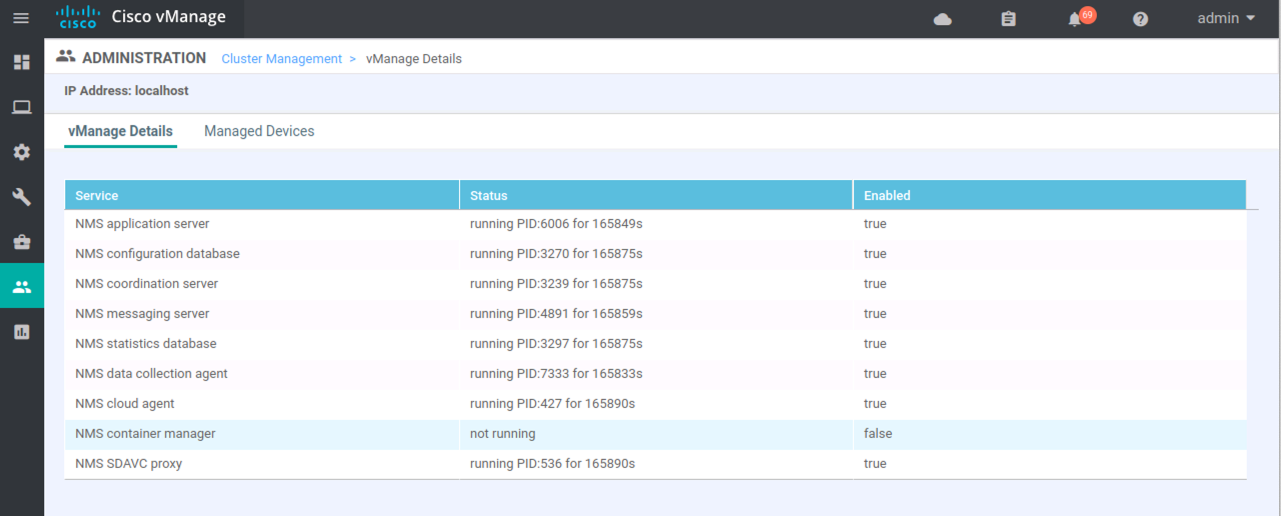 CISCO Cisco vManage 69 admin
ADMINISTRATION Cluster Management > vManage Details
IP Address: localhost
vManage Details Managed Devices
Service Status Enabled
NMS application server running PID:6006 for 165849s true
NMS configuration database running PID:3270 for 165875s true
NMS coordination server running PID:3239 for 165875s true
NMS messaging server running PID:4891 for 165859s true
NMS statistics database running PID:3297 for 165875s true
NMS data collection agent running PID:7333 for 165833s true
NMS cloud agent running PID:427 for 165890s true
NMS container manager not running false
NMS SDAVC proxy running PID:536 for 165890s true